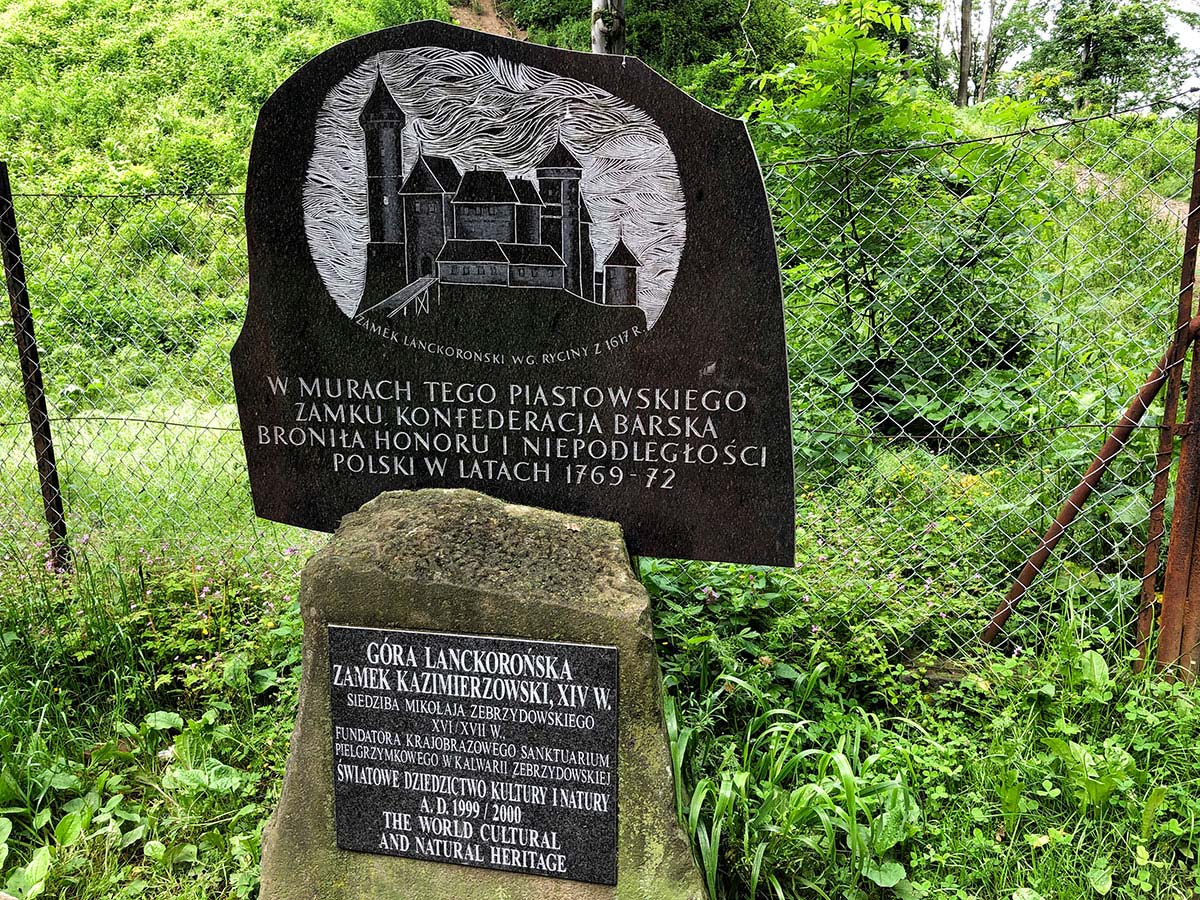 ZAMEK LANCKOROŃSKI WG. RYCINY Z 1617 R.
W MURACH TEGO PIASTOWSKIEGO
ZAMKU KONFEDERACJA BARSKA
BRONIŁA HONORU I NIEPODLEGŁOŚCI
POLSKI W LATACH 1769-72
GÓRA LANCKOROŃSKA
ZAMEK KAZIMIERZOWSKI, XIV W.
SIEDZIBA MIKOŁAJA ZEBRZYDOWSKIEGO
XVI/XVII W.,
FUNDATORA KRAJOBRAZOWEGO SANKTUARIUM
PIELGRZYMKOWEGO W KALWARII ZEBRZYDOWSKIEJ
ŚWIATOWE DZIEDZICTWO KULTURY I NATURY
A. D. 1999 / 2000
THE WORLD CULTURAL
AND NATURAL HERITAGE